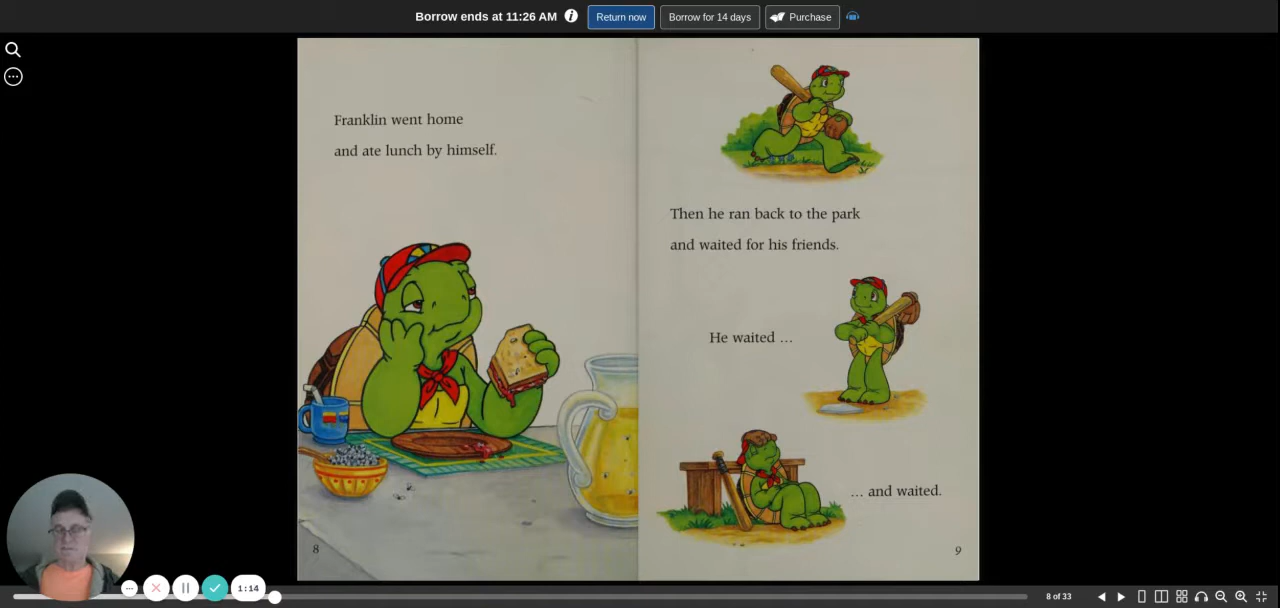 Borrow ends at 11:26 AM
Return now
Borrow for 14 days
Purchase
Franklin went home
and ate lunch by himself.
8
Then he ran back to the park
and waited for his friends.
He waited ...
... and waited.
9
1:14
8 of 33